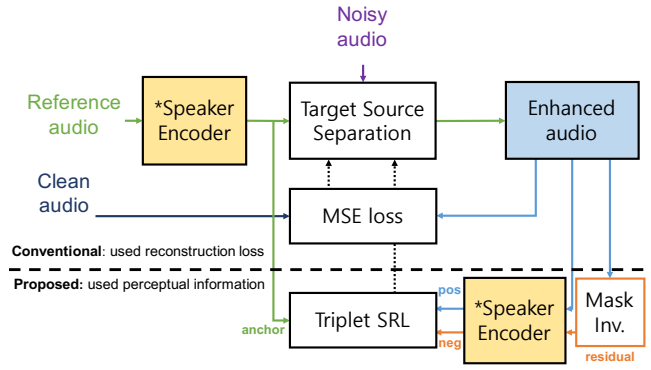 Noisy
audio
Reference
audio
*Speaker
Encoder
Target Source
Separation
Enhanced
audio
Clean
audio
MSE loss
Conventional: used reconstruction loss
Proposed: used perceptual information
anchor
Triplet SRL
pos
neg
*Speaker
Encoder
Mask
Inv.
residual